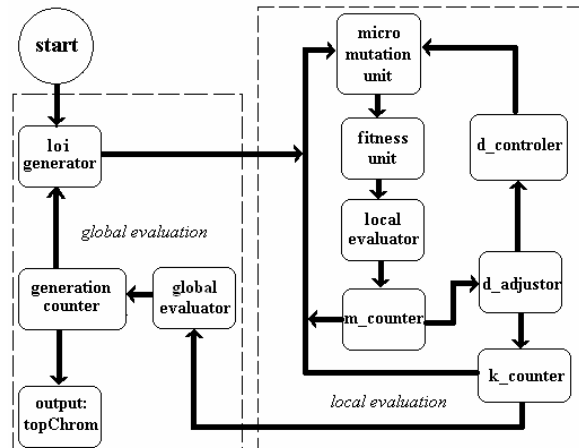 start
loi
generator
global evaluation
generation
counter
global
evaluator
output:
topChrom
micro
mutation
unit
fitness
unit
local
evaluator
m_counter
d_controler
d_adjustor
k_counter
local evaluation